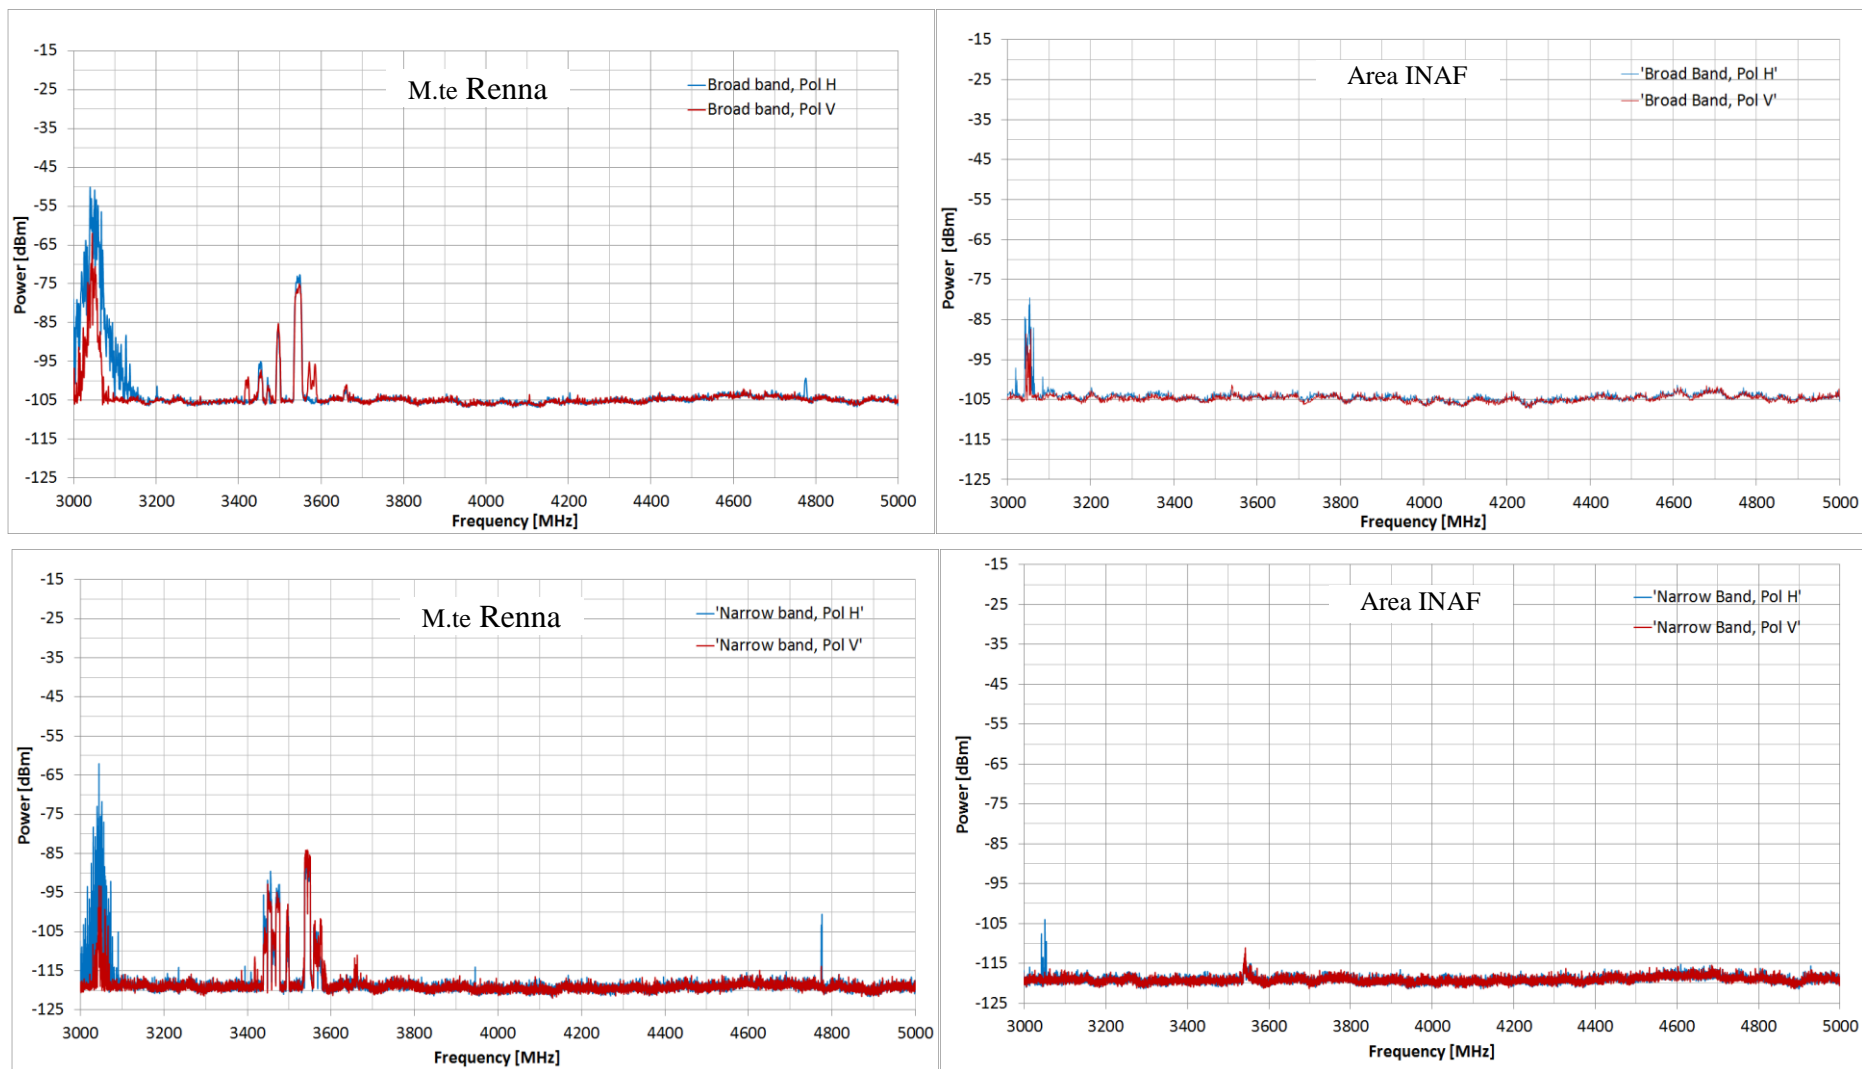 M.te Renna
Broad band, Pol H
Broad band, Pol V
Power [dBm]
-15
-25
-35
-45
-55
-65
-75
-85
-95
-105
-115
-125
3000 3200 3400 3600 3800 4000 4200 4400 4600 4800 5000
Frequency [MHz]
Area INAF
'Broad Band, Pol H'
'Broad Band, Pol V'
Power [dBm]
-15
-25
-35
-45
-55
-65
-75
-85
-95
-105
-115
-125
3000 3200 3400 3600 3800 4000 4200 4400 4600 4800 5000
Frequency [MHz]
M.te Renna
'Narrow band, Pol H'
'Narrow band, Pol V'
Power [dBm]
-15
-25
-35
-45
-55
-65
-75
-85
-95
-105
-115
-125
3000 3200 3400 3600 3800 4000 4200 4400 4600 4800 5000
Frequency [MHz]
Area INAF
'Narrow Band, Pol H'
'Narrow Band, Pol V'
Power [dBm]
-15
-25
-35
-45
-55
-65
-75
-85
-95
-105
-115
-125
3000 3200 3400 3600 3800 4000 4200 4400 4600 4800 5000
Frequency [MHz]